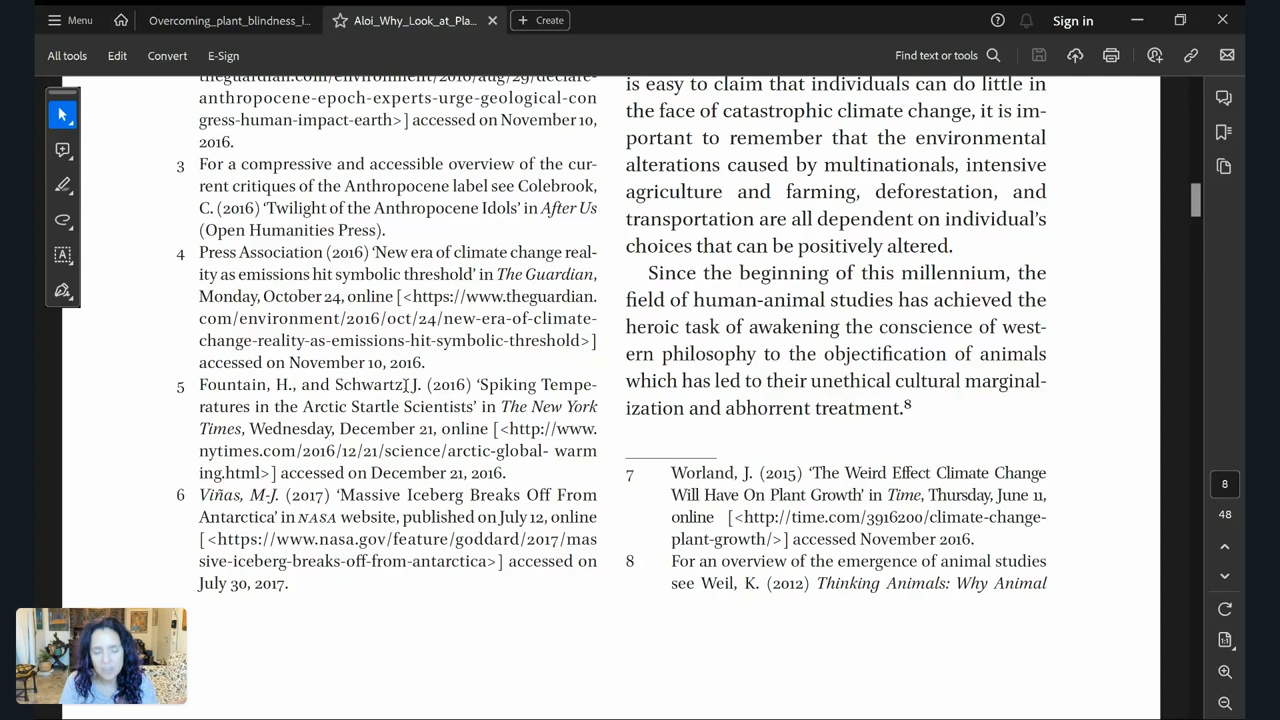 Menu
Overcoming_plant_blindness_i...
Aloi_Why_Look_at_Pla...
Create
Sign in
All tools
Edit
Convert
E-Sign
Find text or tools
theguardian.com/environment/2016/aug/29/declare-
anthropocene-epoch-experts-urge-geological-con
gress-human-impact-earth>] accessed on November 10,
2016.
3 For a compressive and accessible overview of the cur-
rent critiques of the Anthropocene label see Colebrook,
C. (2016) ‘Twilight of the Anthropocene Idols’ in After Us
(Open Humanities Press).
4 Press Association (2016) ‘New era of climate change real-
ity as emissions hit symbolic threshold’ in The Guardian,
Monday, October 24, online [<https://www.theguardian.
com/environment/2016/oct/24/new-era-of-climate-
change-reality-as-emissions-hit-symbolic-threshold>]
accessed on November 10, 2016.
5 Fountain, H., and Schwartz, J. (2016) ‘Spiking Tempe-
ratures in the Arctic Startle Scientists’ in The New York
Times, Wednesday, December 21, online [<http://www.
nytimes.com/2016/12/21/science/arctic-global- warm
ing.html>] accessed on December 21, 2016.
6 Viñas, M-J. (2017) ‘Massive Iceberg Breaks Off From
Antarctica’ in NASA website, published on July 12, online
[<https://www.nasa.gov/feature/goddard/2017/mas
sive-iceberg-breaks-off-from-antarctica>] accessed on
July 30, 2017.
is easy to claim that individuals can do little in
the face of catastrophic climate change, it is im-
portant to remember that the environmental
alterations caused by multinationals, intensive
agriculture and farming, deforestation, and
transportation are all dependent on individual’s
choices that can be positively altered.
Since the beginning of this millennium, the
field of human-animal studies has achieved the
heroic task of awakening the conscience of west-
ern philosophy to the objectification of animals
which has led to their unethical cultural marginal-
ization and abhorrent treatment.8
7 Worland, J. (2015) ‘The Weird Effect Climate Change
Will Have On Plant Growth’ in Time, Thursday, June 11,
online [<http://time.com/3916200/climate-change-
plant-growth/>] accessed November 2016.
8 For an overview of the emergence of animal studies
see Weil, K. (2012) Thinking Animals: Why Animal
8
48